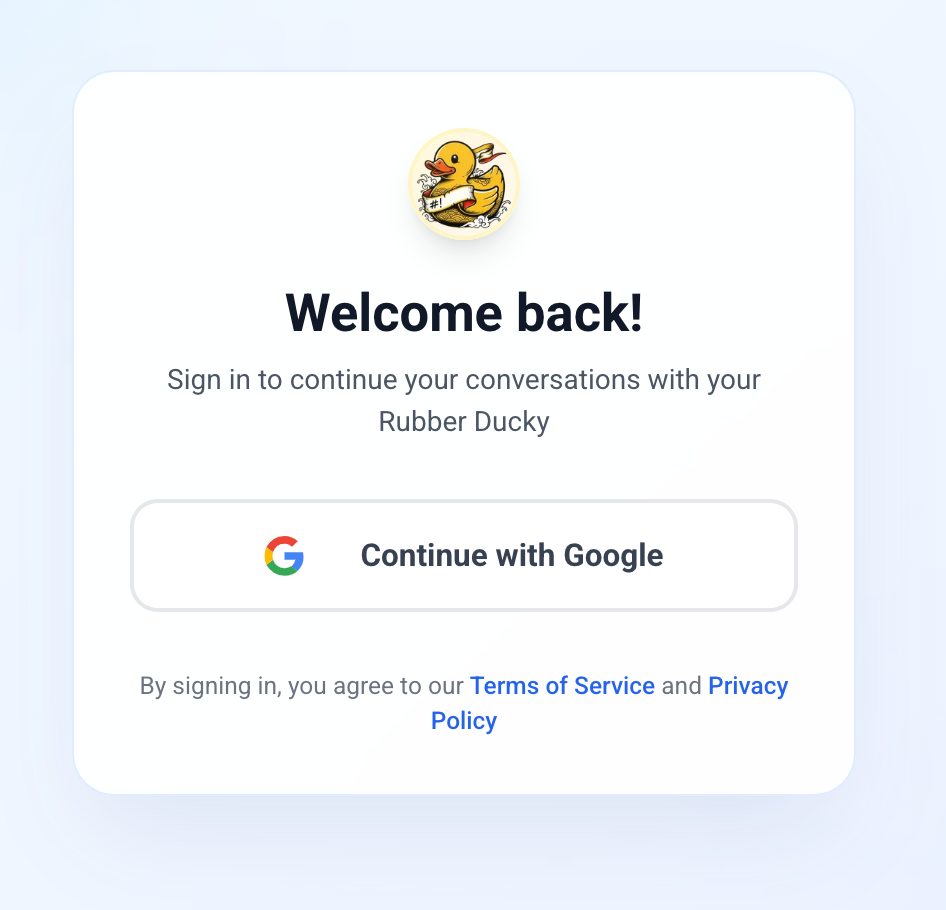 #!
Welcome back!
Sign in to continue your conversations with your
Rubber Ducky
Continue with Google
By signing in, you agree to our Terms of Service and Privacy
Policy